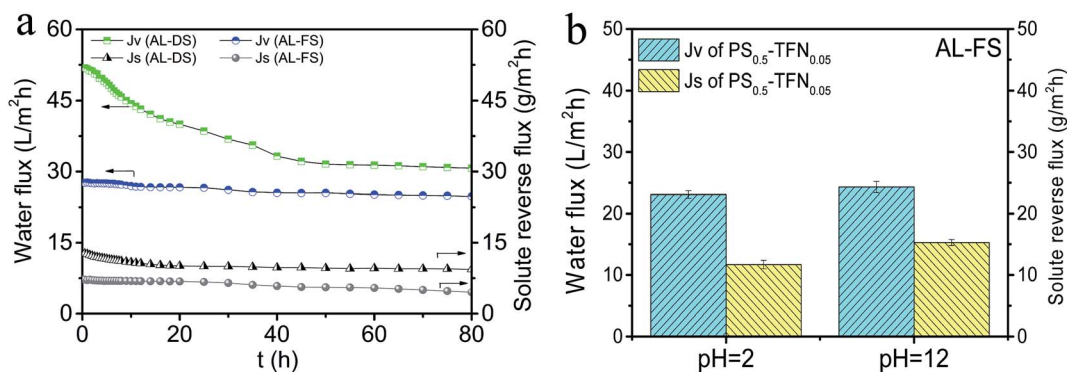 a
Jv (AL-DS)
Jv (AL-FS)
Js (AL-DS)
Js (AL-FS)
Water flux (L/m²h)
60
45
30
15
0
0
20
40
60
80
t (h)
60
45
30
15
0
Solute reverse flux (g/m²h)
b
Jv of PS₀.₅-TFN₀.₀₅
Js of PS₀.₅-TFN₀.₀₅
AL-FS
Water flux (L/m²h)
50
40
30
20
10
0
pH=2
pH=12
50
40
30
20
10
0
Solute reverse flux (g/m²h)